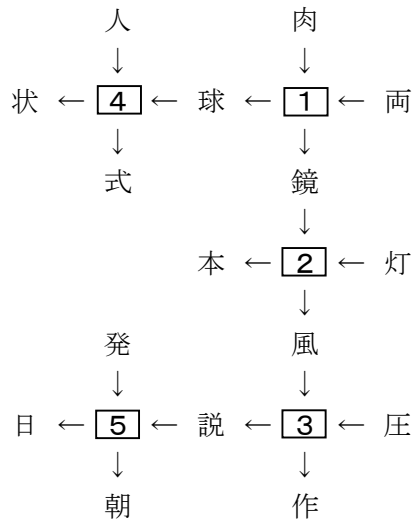 人 肉
↓ ↓
状 ← 4 ← 球 ← 1 ← 両
↓ ↓
式 鏡
↓
本 ← 2 ← 灯
↓
発 風
↓ ↓
日 ← 5 ← 説 ← 3 ← 圧
↓ ↓
朝 作